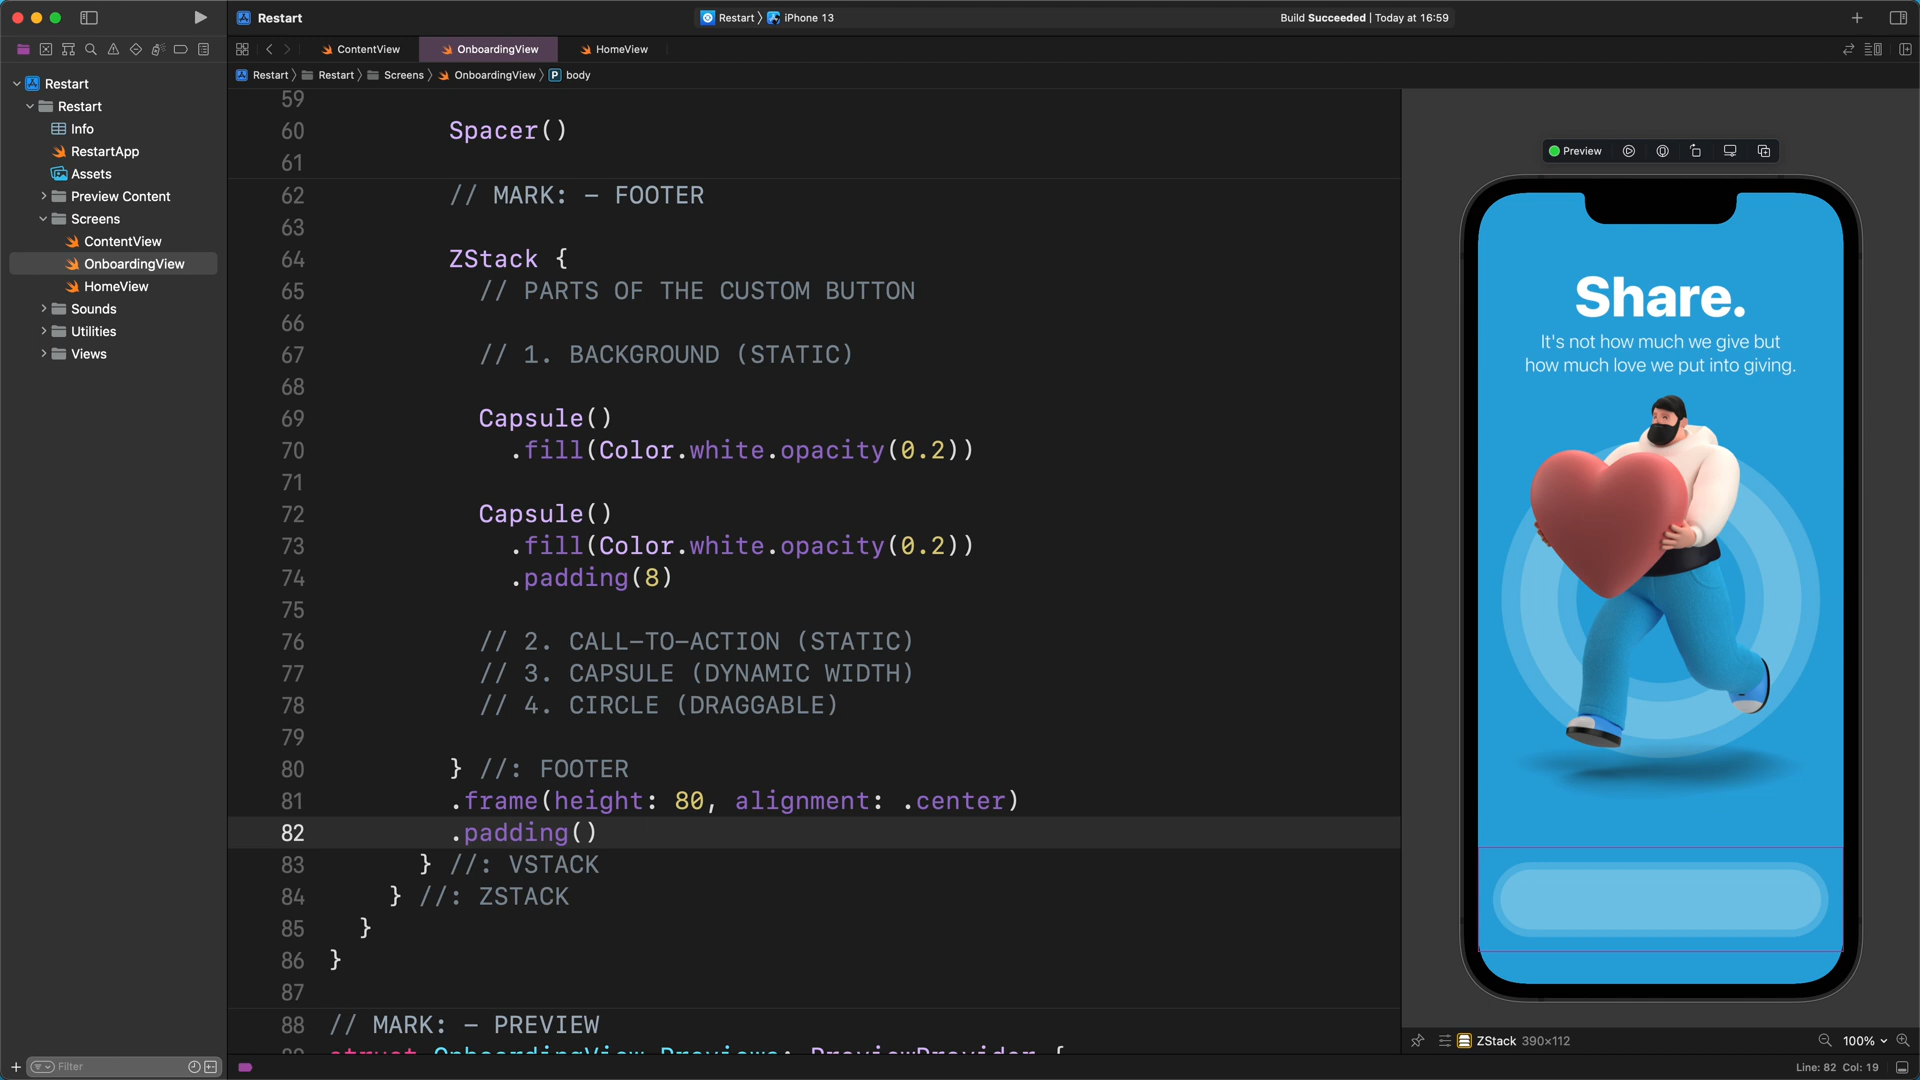 Restart
Restart
iPhone 13
Build Succeeded | Today at 16:59
ContentView
OnboardingView
HomeView
Restart
Restart
Screens
OnboardingView
P
body
Restart
Restart
Info
RestartApp
Assets
Preview Content
Screens
ContentView
OnboardingView
HomeView
Sounds
Utilities
Views
Filter
59
60 Spacer()
61
62 // MARK: - FOOTER
63
64 ZStack {
65 // PARTS OF THE CUSTOM BUTTON
66
67 // 1. BACKGROUND (STATIC)
68
69 Capsule()
70 .fill(Color.white.opacity(0.2))
71
72 Capsule()
73 .fill(Color.white.opacity(0.2))
74 .padding(8)
75
76 // 2. CALL-TO-ACTION (STATIC)
77 // 3. CAPSULE (DYNAMIC WIDTH)
78 // 4. CIRCLE (DRAGGABLE)
79
80 } //: FOOTER
81 .frame(height: 80, alignment: .center)
82 .padding()
83 } //: VSTACK
84 } //: ZSTACK
85 }
86 }
87
88 // MARK: - PREVIEW
struct OnboardingView_Previews: PreviewProvider {
Preview
Share.
It's not how much we give but
how much love we put into giving.
ZStack 390×112
100%
Line: 82 Col: 19